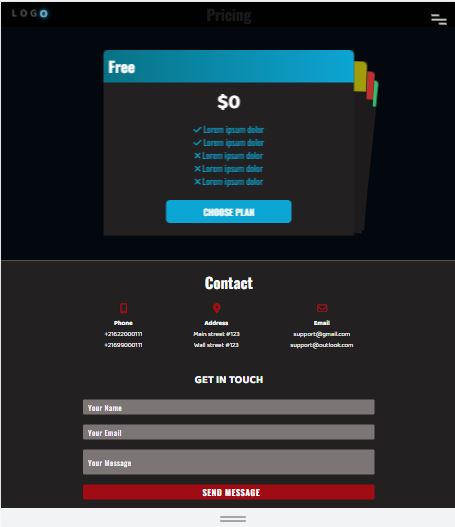 LOGO
Pricing
Free
$0
Lorem ipsum dolor
Lorem ipsum dolor
Lorem ipsum dolor
Lorem ipsum dolor
Lorem ipsum dolor
CHOOSE PLAN
Contact
Phone
+21622000111
+21699000111
Address
Main street #123
Wall street #123
Email
support@gmail.com
support@outlook.com
GET IN TOUCH
Your Name
Your Email
Your Message
SEND MESSAGE